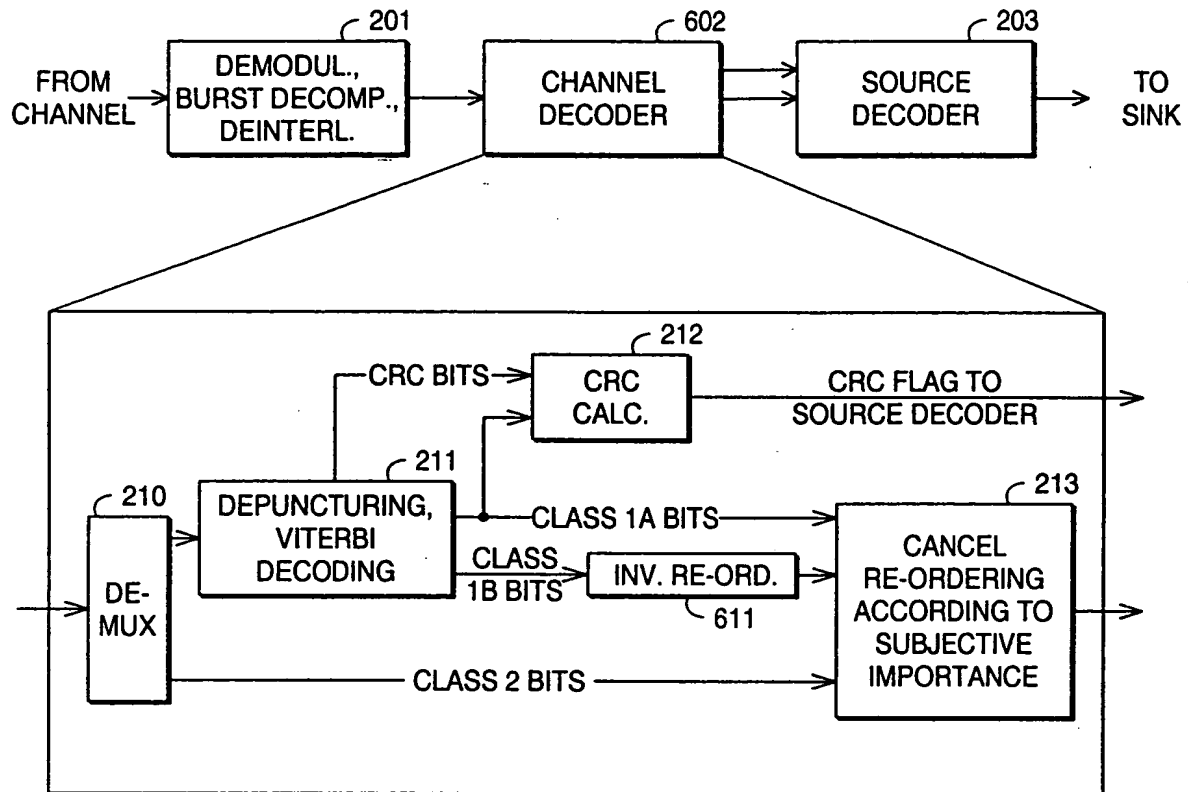 201
602
203
FROM
CHANNEL
DEMODUL.,
BURST DECOMP.,
DEINTERL.
CHANNEL
DECODER
SOURCE
DECODER
TO
SINK
212
CRC BITS
CRC
CALC.
CRC FLAG TO
SOURCE DECODER
210
211
213
DE-
MUX
DEPUNCTURING,
VITERBI
DECODING
CLASS 1A BITS
CLASS
1B BITS
INV. RE-ORD.
611
CLASS 2 BITS
CANCEL
RE-ORDERING
ACCORDING TO
SUBJECTIVE
IMPORTANCE